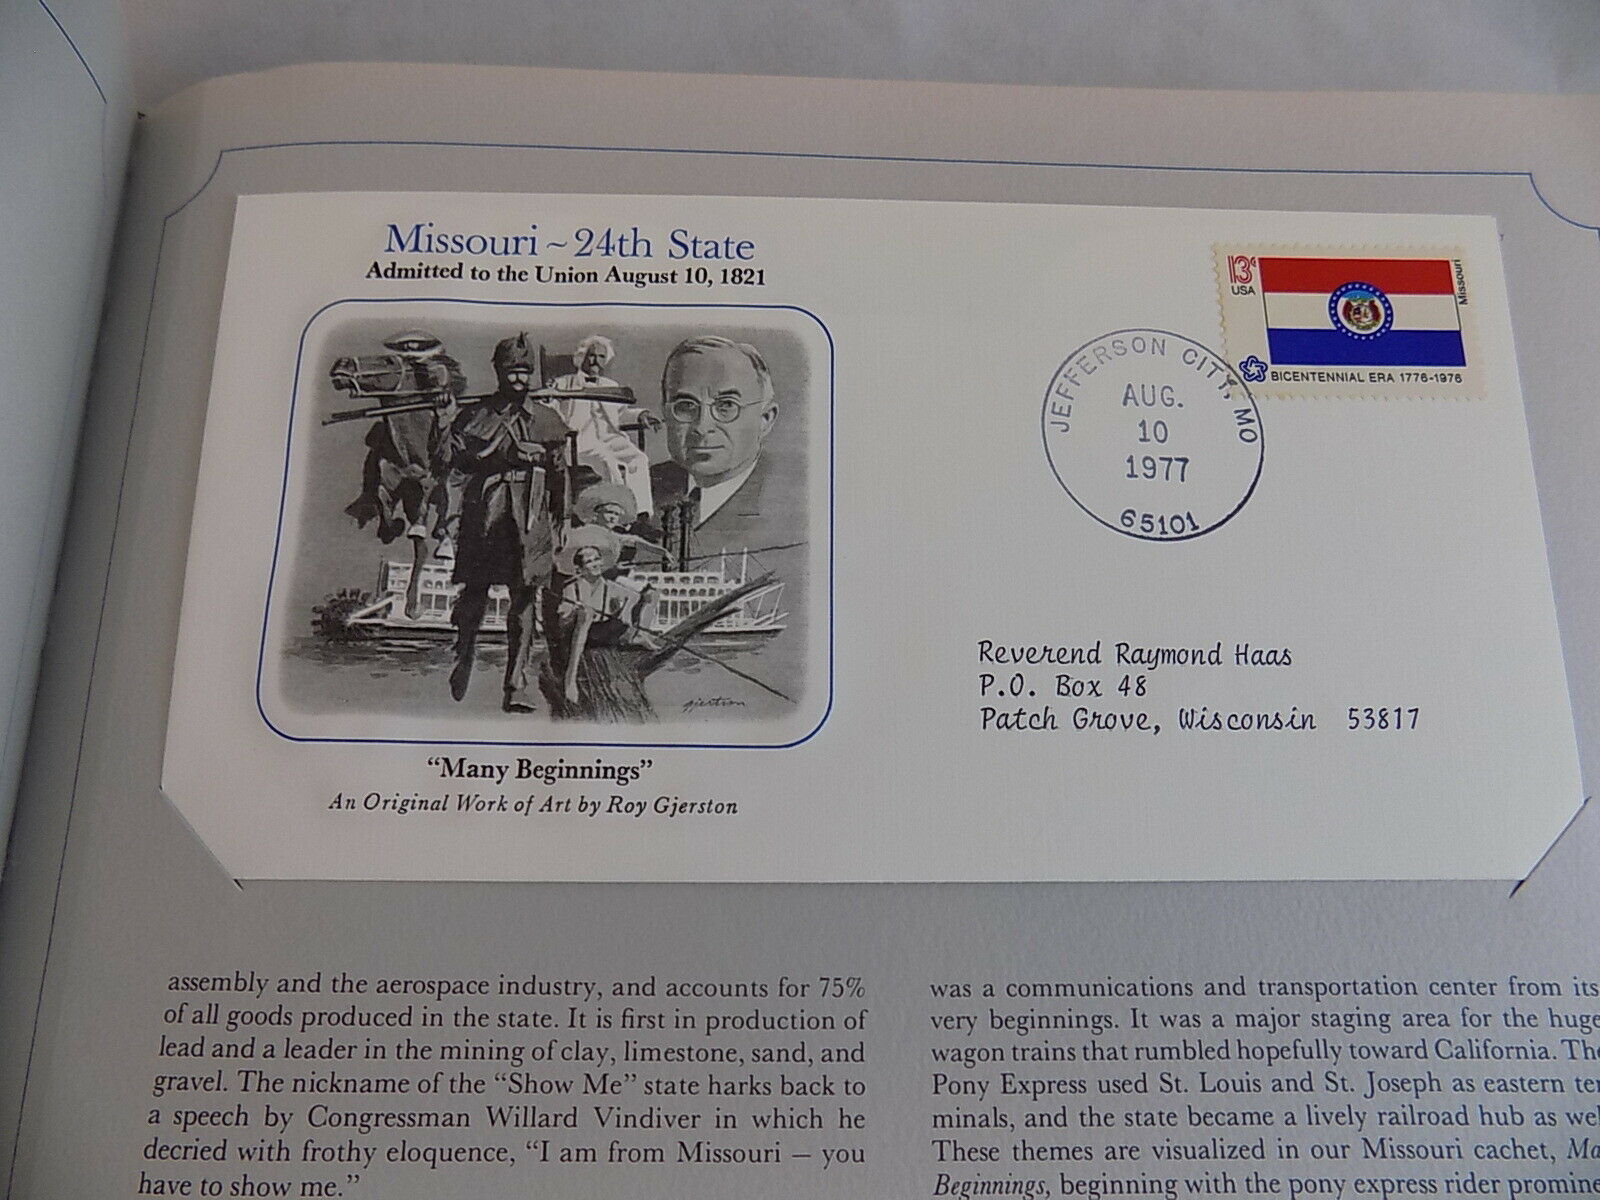 Missouri ~ 24th State
Admitted to the Union August 10, 1821
13c
USA
Missouri
BICENTENNIAL ERA 1776-1976
JEFFERSON CITY, MO
AUG.
10
1977
65101
Reverend Raymond Haas
P.O. Box 48
Patch Grove, Wisconsin 53817
gjerston
"Many Beginnings"
An Original Work of Art by Roy Gjerston
assembly and the aerospace industry, and accounts for 75%
of all goods produced in the state. It is first in production of
lead and a leader in the mining of clay, limestone, sand, and
gravel. The nickname of the "Show Me" state harks back to
a speech by Congressman Willard Vindiver in which he
decried with frothy eloquence, "I am from Missouri — you
have to show me."
was a communications and transportation center from its
very beginnings. It was a major staging area for the huge
wagon trains that rumbled hopefully toward California. The
Pony Express used St. Louis and St. Joseph as eastern ter
minals, and the state became a lively railroad hub as wel
These themes are visualized in our Missouri cachet, Ma
Beginnings, beginning with the pony express rider promine